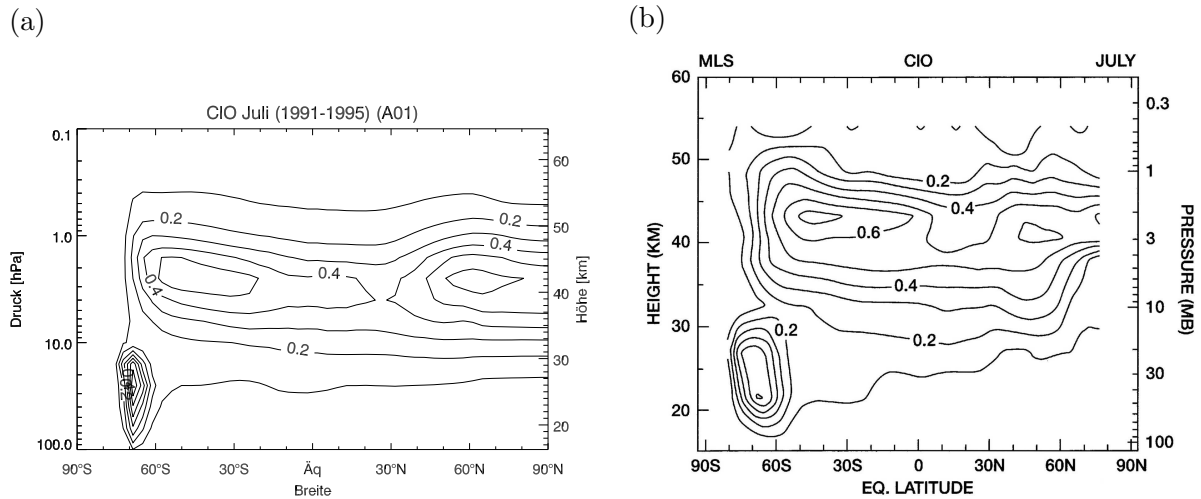 (a)
ClO Juli (1991-1995) (A01)
0.1
1.0
10.0
100.0
Druck [hPa]
60
50
40
30
20
Höhe [km]
0.2
0.2
0.4
0.4
0.4
0.2
90°S 60°S 30°S Äq 30°N 60°N 90°N
Breite
(b)
MLS ClO JULY
60
50
40
30
20
HEIGHT (KM)
0.3
1
3
10
30
100
PRESSURE (MB)
0.2
0.4
0.6
0.4
0.2
0.2
90S 60S 30S 0 30N 60N 90N
EQ. LATITUDE